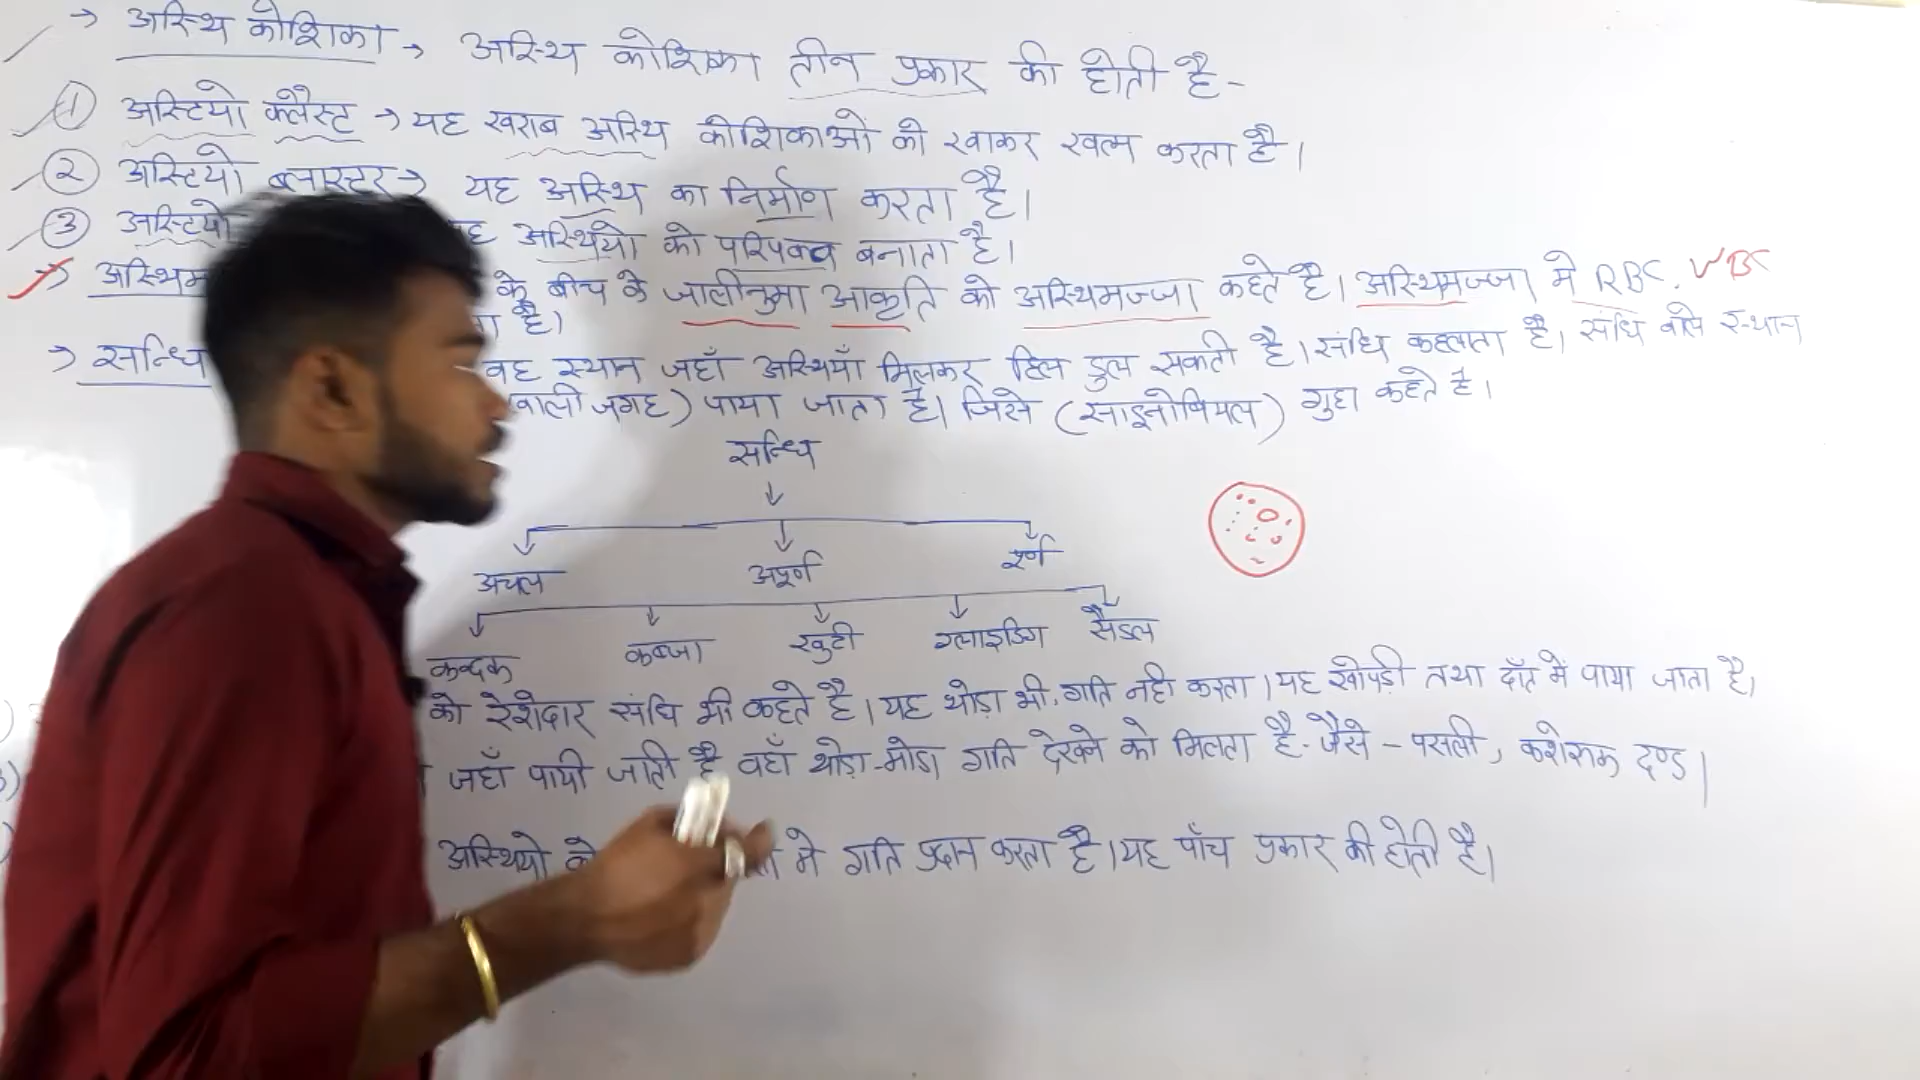 → अस्थि कोशिका → अस्थि कोशिका तीन प्रकार की होती है-
① अस्टियो क्लैस्ट → यह खराब अस्थि कोशिकाओं को खाकर खत्म करता है।
② अस्टियो ब्लास्टर → यह अस्थि का निर्माण करता है।
③ अस्टियो अस्थियो को परिपक्व बनाता है।
→ अस्थिम के बीच के जालीनुमा आकृति को अस्थिमज्जा कहते है। अस्थिमज्जा मे RBC, WBC
ता है।
→ सन्धि वह स्थान जहाँ अस्थियाँ मिलकर हिल डुल सकती है। संधि कहलाता है। संधि वाले स्थान
वाली जगह) पाया जाता है। जिसे (साइनोवियल) गुहा कहते है।
सन्धि
अचल अपूर्ण पूर्ण
कन्दुक कब्जा खुटी ग्लाइडिंग सैडल
को रेशेदार संधि भी कहते है। यह थोड़ा भी गति नही करता। यह खोपड़ी तथा दाँत में पाया जाता है।
जहाँ पायी जाती है वहाँ थोड़ा-मोडा गति देखने को मिलता है- जैसे - पसली, कशेरुक दण्ड।
अस्थियो के मे गति प्रदान करता है। यह पाँच प्रकार की होती है।